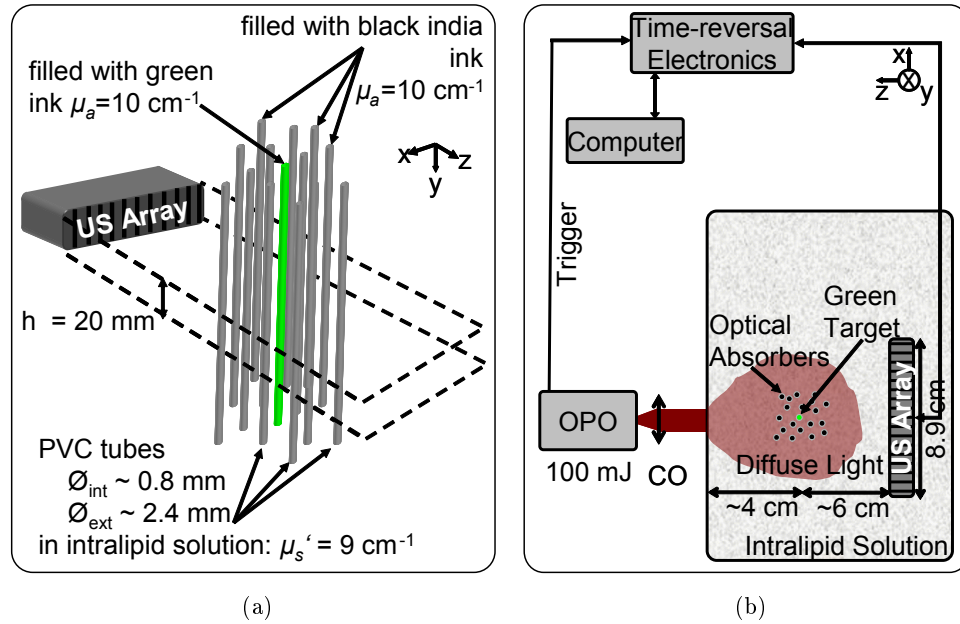 filled with black india
ink
μa=10 cm-1
filled with green
ink μa=10 cm-1
x
z
y
US Array
h = 20 mm
PVC tubes
Øint ~ 0.8 mm
Øext ~ 2.4 mm
in intralipid solution: μs‘ = 9 cm-1
(a)
Time-reversal
Electronics
x
z
y
Computer
Trigger
Green
Target
Optical
Absorbers
OPO
US Array
8.9 cm
100 mJ
CO
Diffuse Light
~4 cm
~6 cm
Intralipid Solution
(b)